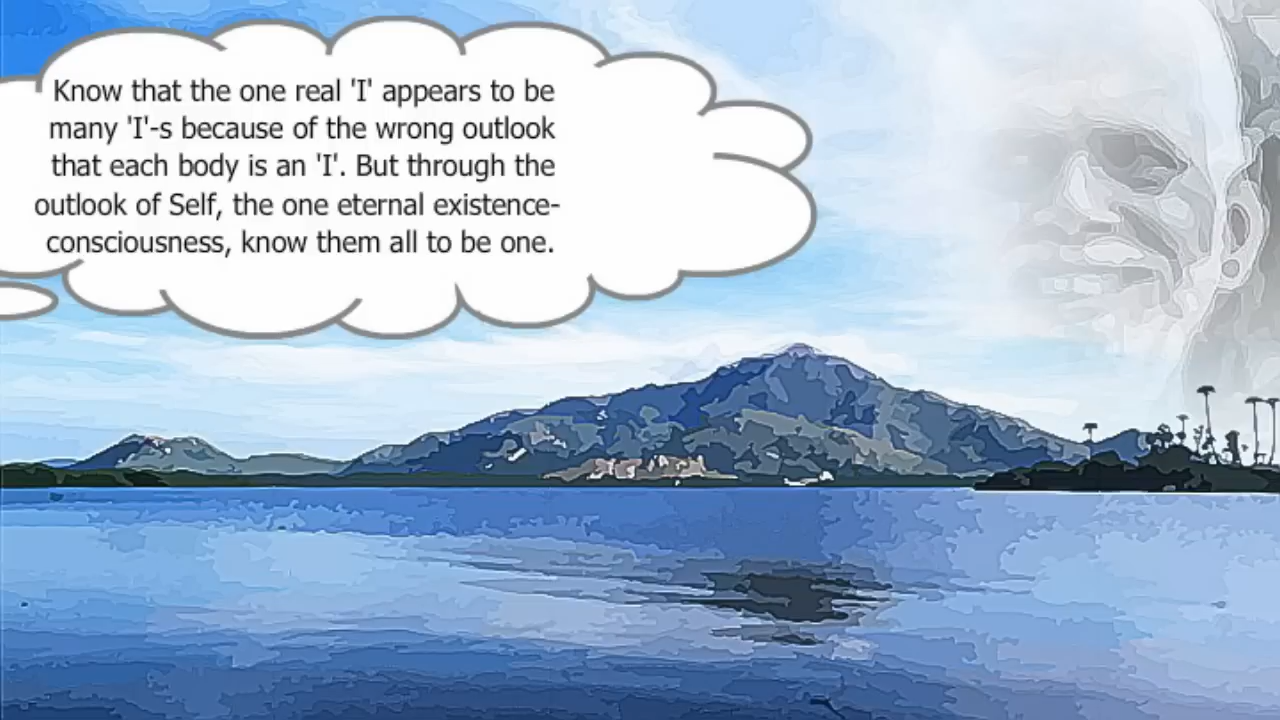 Know that the one real 'I' appears to be
many 'I'-s because of the wrong outlook
that each body is an 'I'. But through the
outlook of Self, the one eternal existence-
consciousness, know them all to be one.